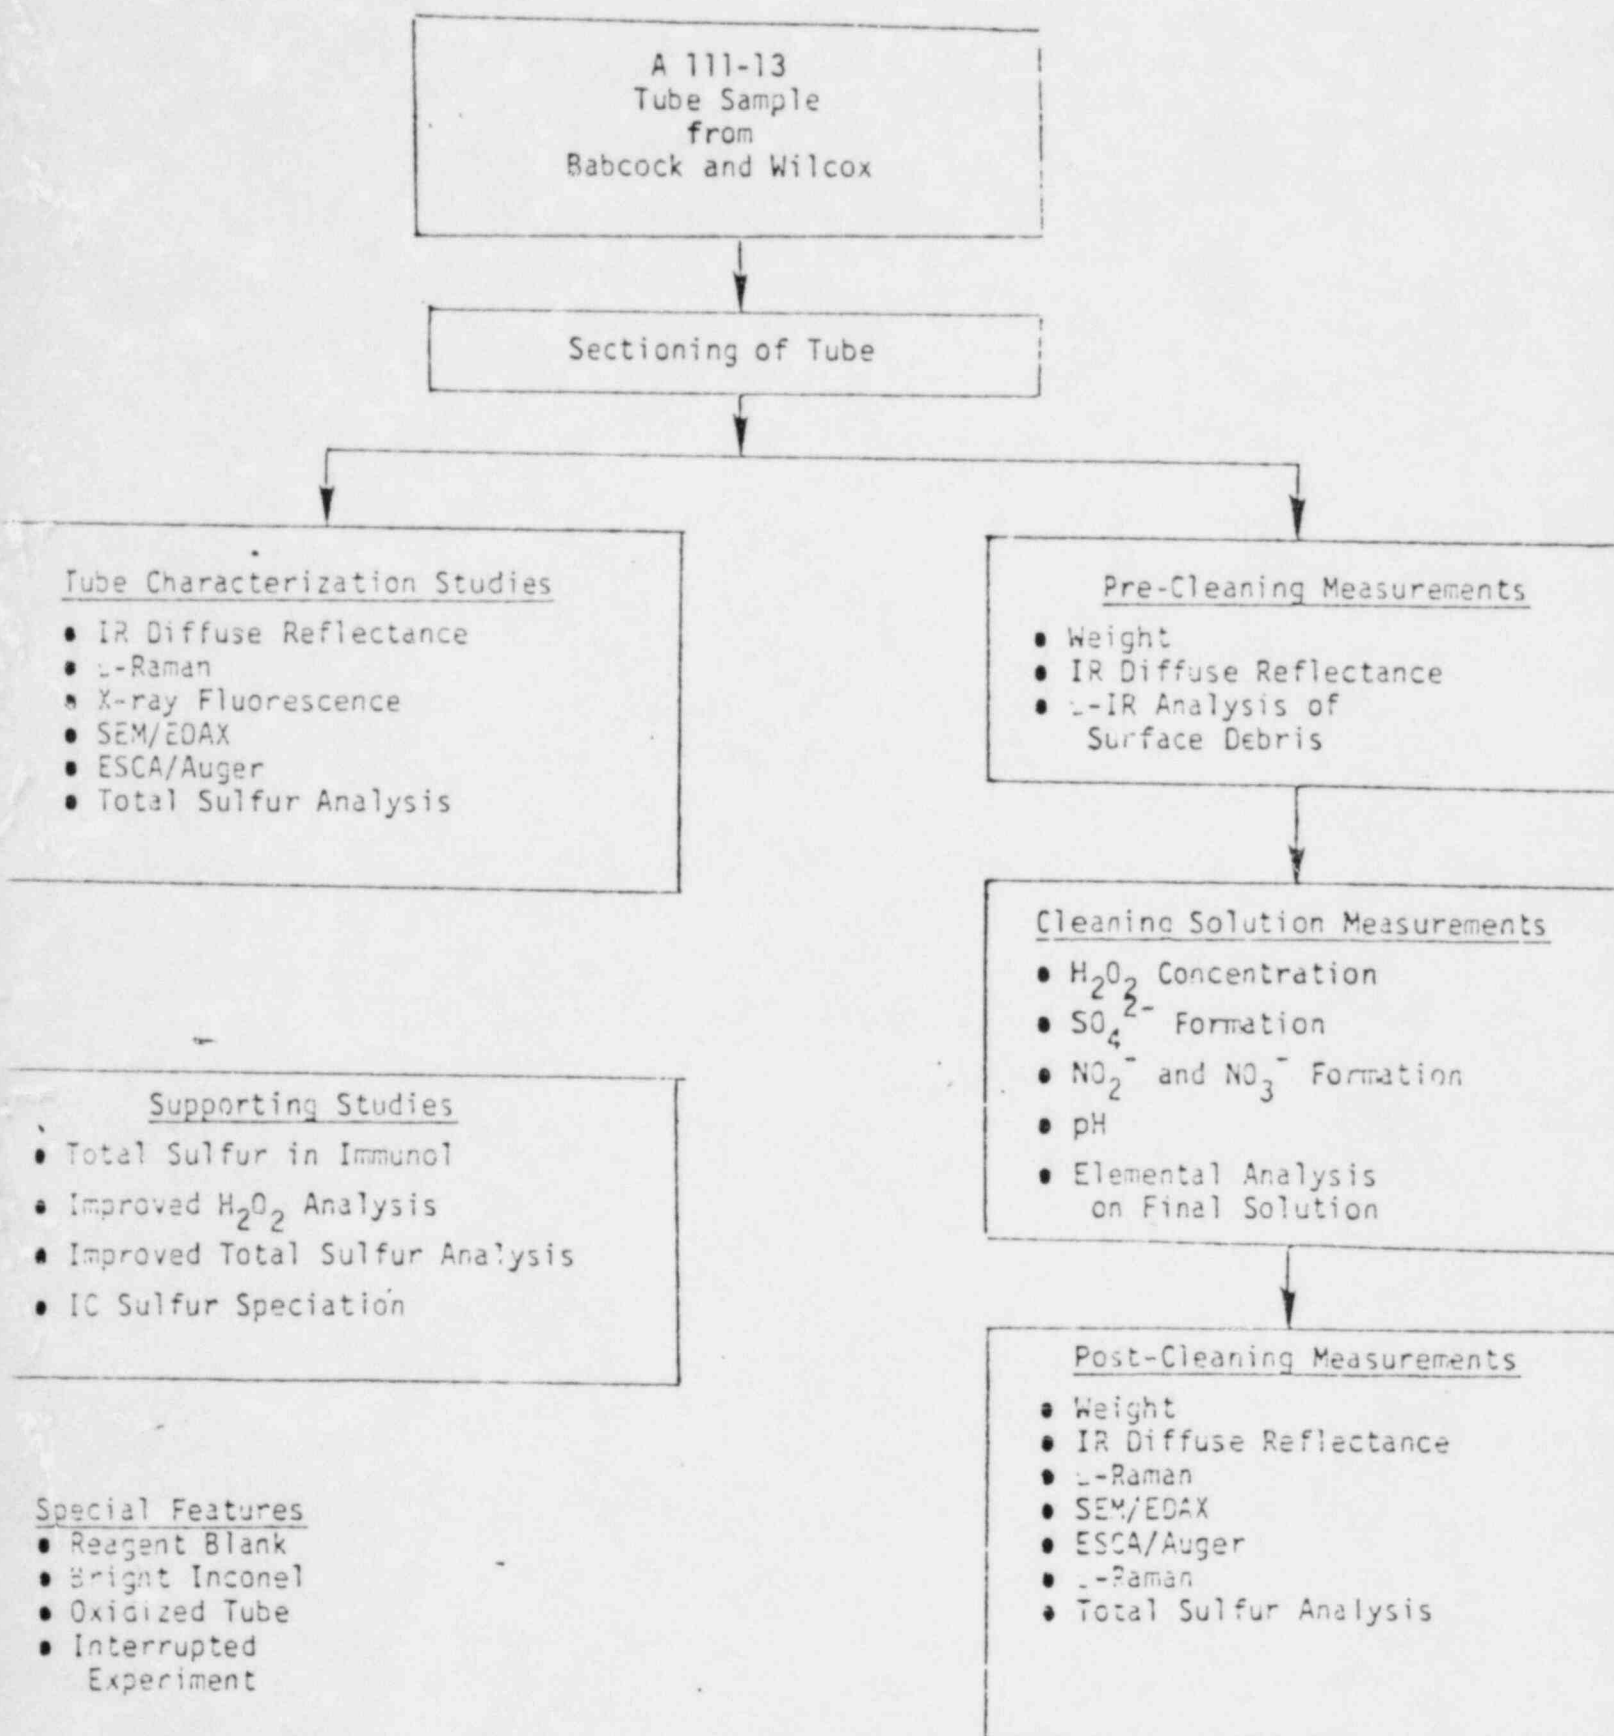 A 111-13
Tube Sample
from
Babcock and Wilcox
Sectioning of Tube
Tube Characterization Studies
• IR Diffuse Reflectance
• -Raman
• X-ray Fluorescence
• SEM/EDAX
• ESCA/Auger
• Total Sulfur Analysis
Supporting Studies
• Total Sulfur in Immunol
• Improved H₂O₂ Analysis
• Improved Total Sulfur Analysis
• IC Sulfur Speciation
Special Features
• Reagent Blank
• Bright Inconel
• Oxidized Tube
• Interrupted
Experiment
Pre-Cleaning Measurements
• Weight
• IR Diffuse Reflectance
• -IR Analysis of
Surface Debris
Cleaning Solution Measurements
• H₂O₂ Concentration
• SO₄²⁻ Formation
• NO₂⁻ and NO₃⁻ Formation
• pH
• Elemental Analysis
on Final Solution
Post-Cleaning Measurements
• Weight
• IR Diffuse Reflectance
• -Raman
• SEM/EDAX
• ESCA/Auger
• -Raman
• Total Sulfur Analysis